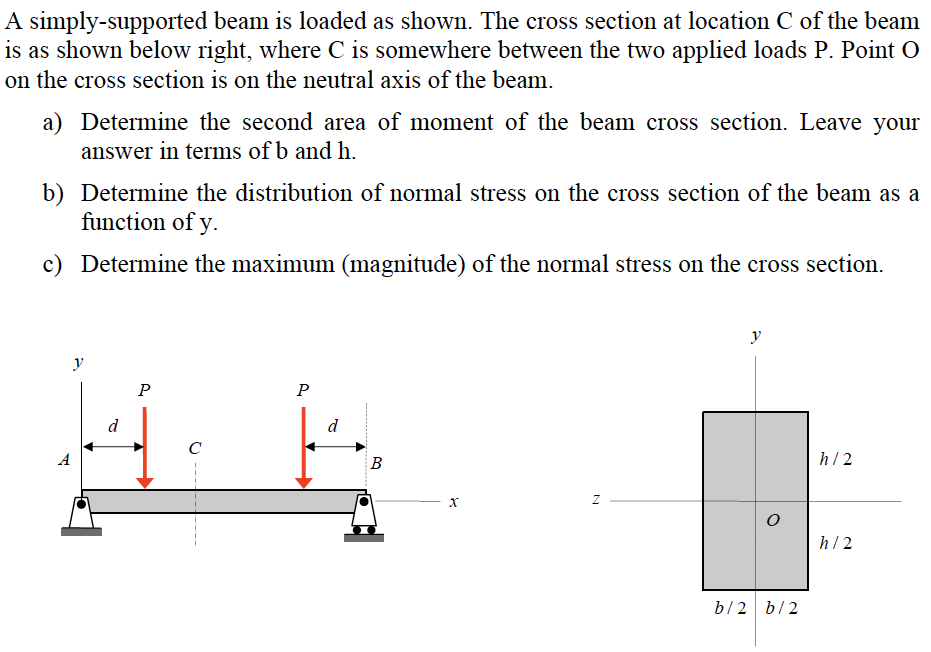 A simply-supported beam is loaded as shown. The cross section at location C of the beam
is as shown below right, where C is somewhere between the two applied loads P. Point O
on the cross section is on the neutral axis of the beam.
a) Determine the second area of moment of the beam cross section. Leave your
answer in terms of b and h.
b) Determine the distribution of normal stress on the cross section of the beam as a
function of y.
c) Determine the maximum (magnitude) of the normal stress on the cross section.
y
P
P
d
d
C
A
B
x
y
h / 2
z
O
h / 2
b / 2
b / 2